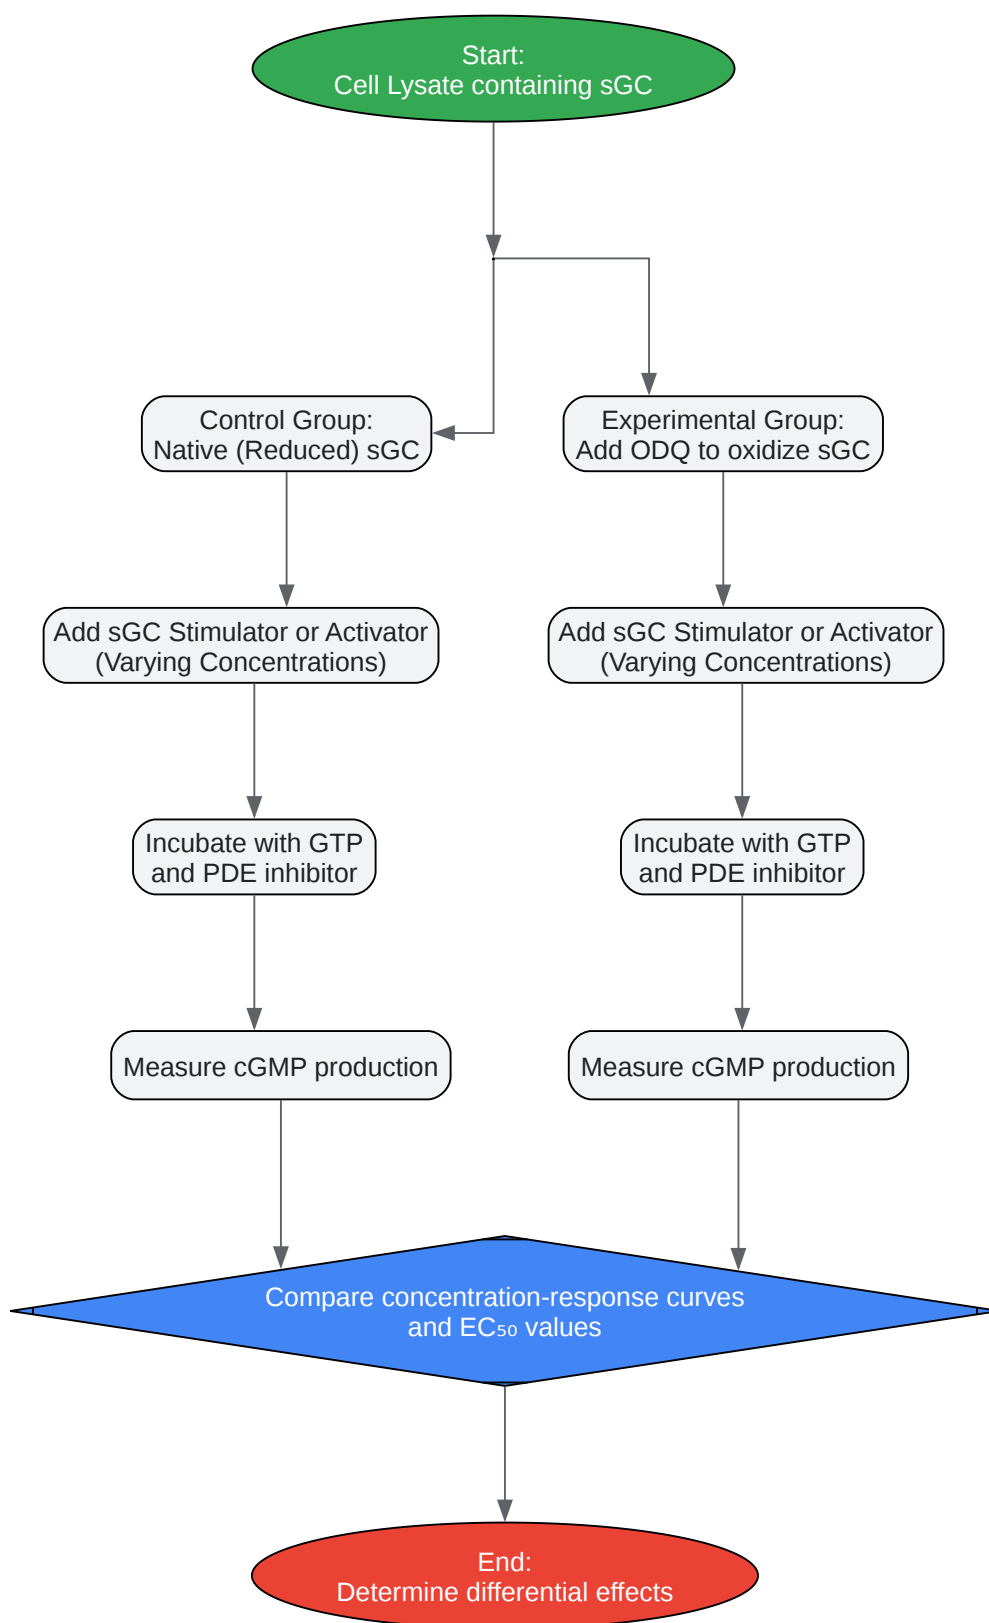 Start:
Cell Lysate containing sGC
Control Group:
Native (Reduced) sGC
Experimental Group:
Add ODQ to oxidize sGC
Add sGC Stimulator or Activator
(Varying Concentrations)
Add sGC Stimulator or Activator
(Varying Concentrations)
Incubate with GTP
and PDE inhibitor
Incubate with GTP
and PDE inhibitor
Measure cGMP production
Measure cGMP production
Compare concentration-response curves
and EC₅₀ values
End:
Determine differential effects